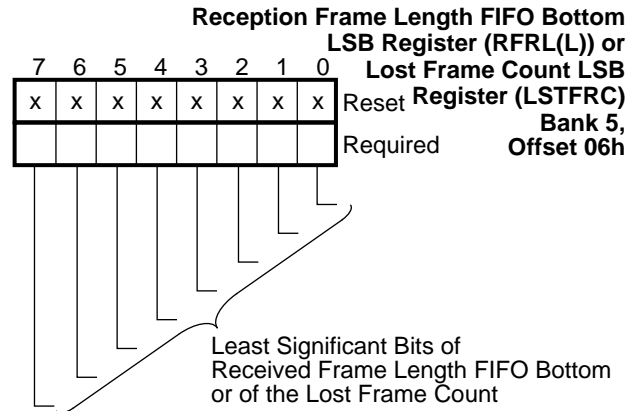 Reception Frame Length FIFO Bottom
LSB Register (RFRL(L)) or
Lost Frame Count LSB
Register (LSTFRC)
Bank 5,
Offset 06h
7 6 5 4 3 2 1 0
x x x x x x x x Reset
Required
Least Significant Bits of
Received Frame Length FIFO Bottom
or of the Lost Frame Count